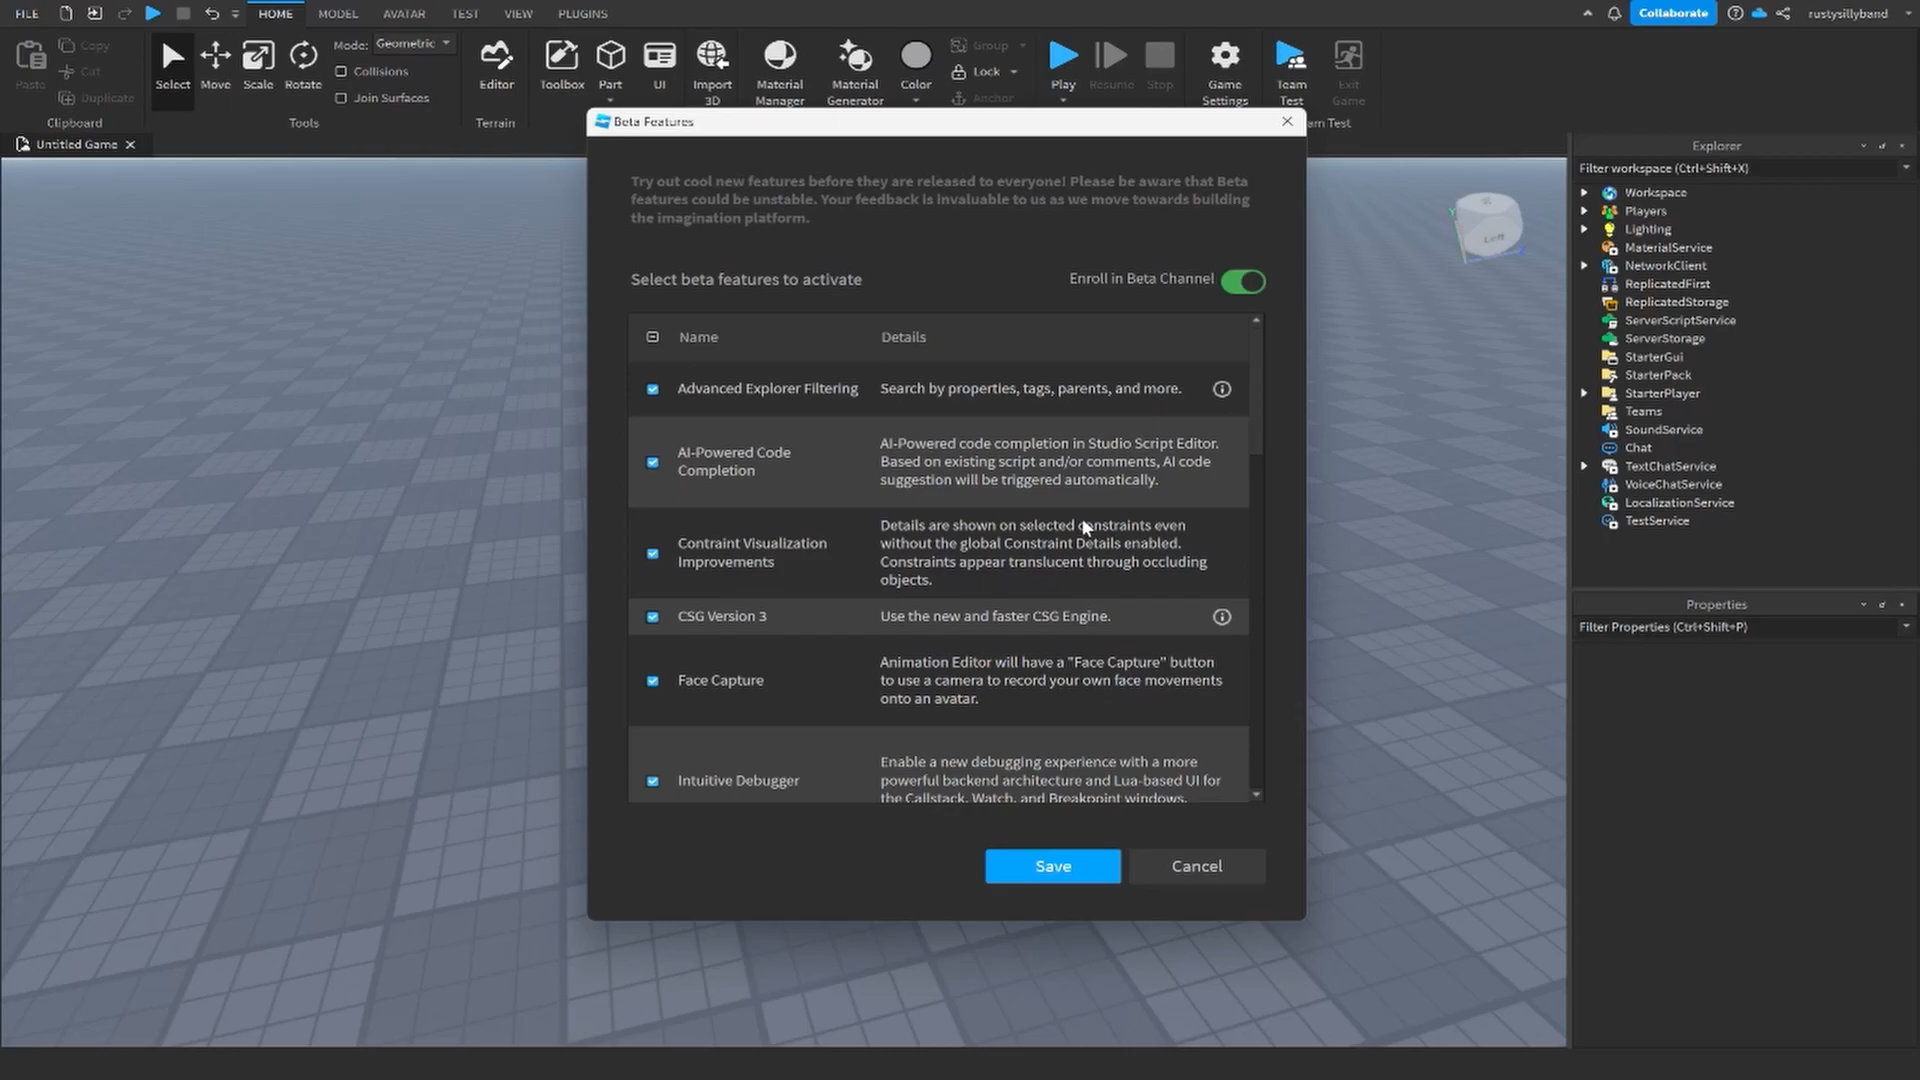 FILE
HOME
MODEL
AVATAR
TEST
VIEW
PLUGINS
Collaborate
rustysillyband
Paste
Copy
Cut
Duplicate
Clipboard
Select
Move
Scale
Rotate
Mode: Geometric
Collisions
Join Surfaces
Tools
Editor
Terrain
Toolbox
Part
UI
Import
3D
Material
Manager
Material
Generator
Color
Group
Lock
Anchor
Play
Resume
Stop
Game
Settings
Team
Test
Exit
Game
am Test
Untitled Game
Left
Beta Features
Try out cool new features before they are released to everyone! Please be aware that Beta
features could be unstable. Your feedback is invaluable to us as we move towards building
the imagination platform.
Select beta features to activate
Enroll in Beta Channel
Name
Details
Advanced Explorer Filtering
Search by properties, tags, parents, and more.
AI-Powered Code
Completion
AI-Powered code completion in Studio Script Editor.
Based on existing script and/or comments, AI code
suggestion will be triggered automatically.
Contraint Visualization
Improvements
Details are shown on selected constraints even
without the global Constraint Details enabled.
Constraints appear translucent through occluding
objects.
CSG Version 3
Use the new and faster CSG Engine.
Face Capture
Animation Editor will have a "Face Capture" button
to use a camera to record your own face movements
onto an avatar.
Intuitive Debugger
Enable a new debugging experience with a more
powerful backend architecture and Lua-based UI for
the Callstack, Watch, and Breakpoint windows.
Save
Cancel
Explorer
Filter workspace (Ctrl+Shift+X)
Workspace
Players
Lighting
MaterialService
NetworkClient
ReplicatedFirst
ReplicatedStorage
ServerScriptService
ServerStorage
StarterGui
StarterPack
StarterPlayer
Teams
SoundService
Chat
TextChatService
VoiceChatService
LocalizationService
TestService
Properties
Filter Properties (Ctrl+Shift+P)